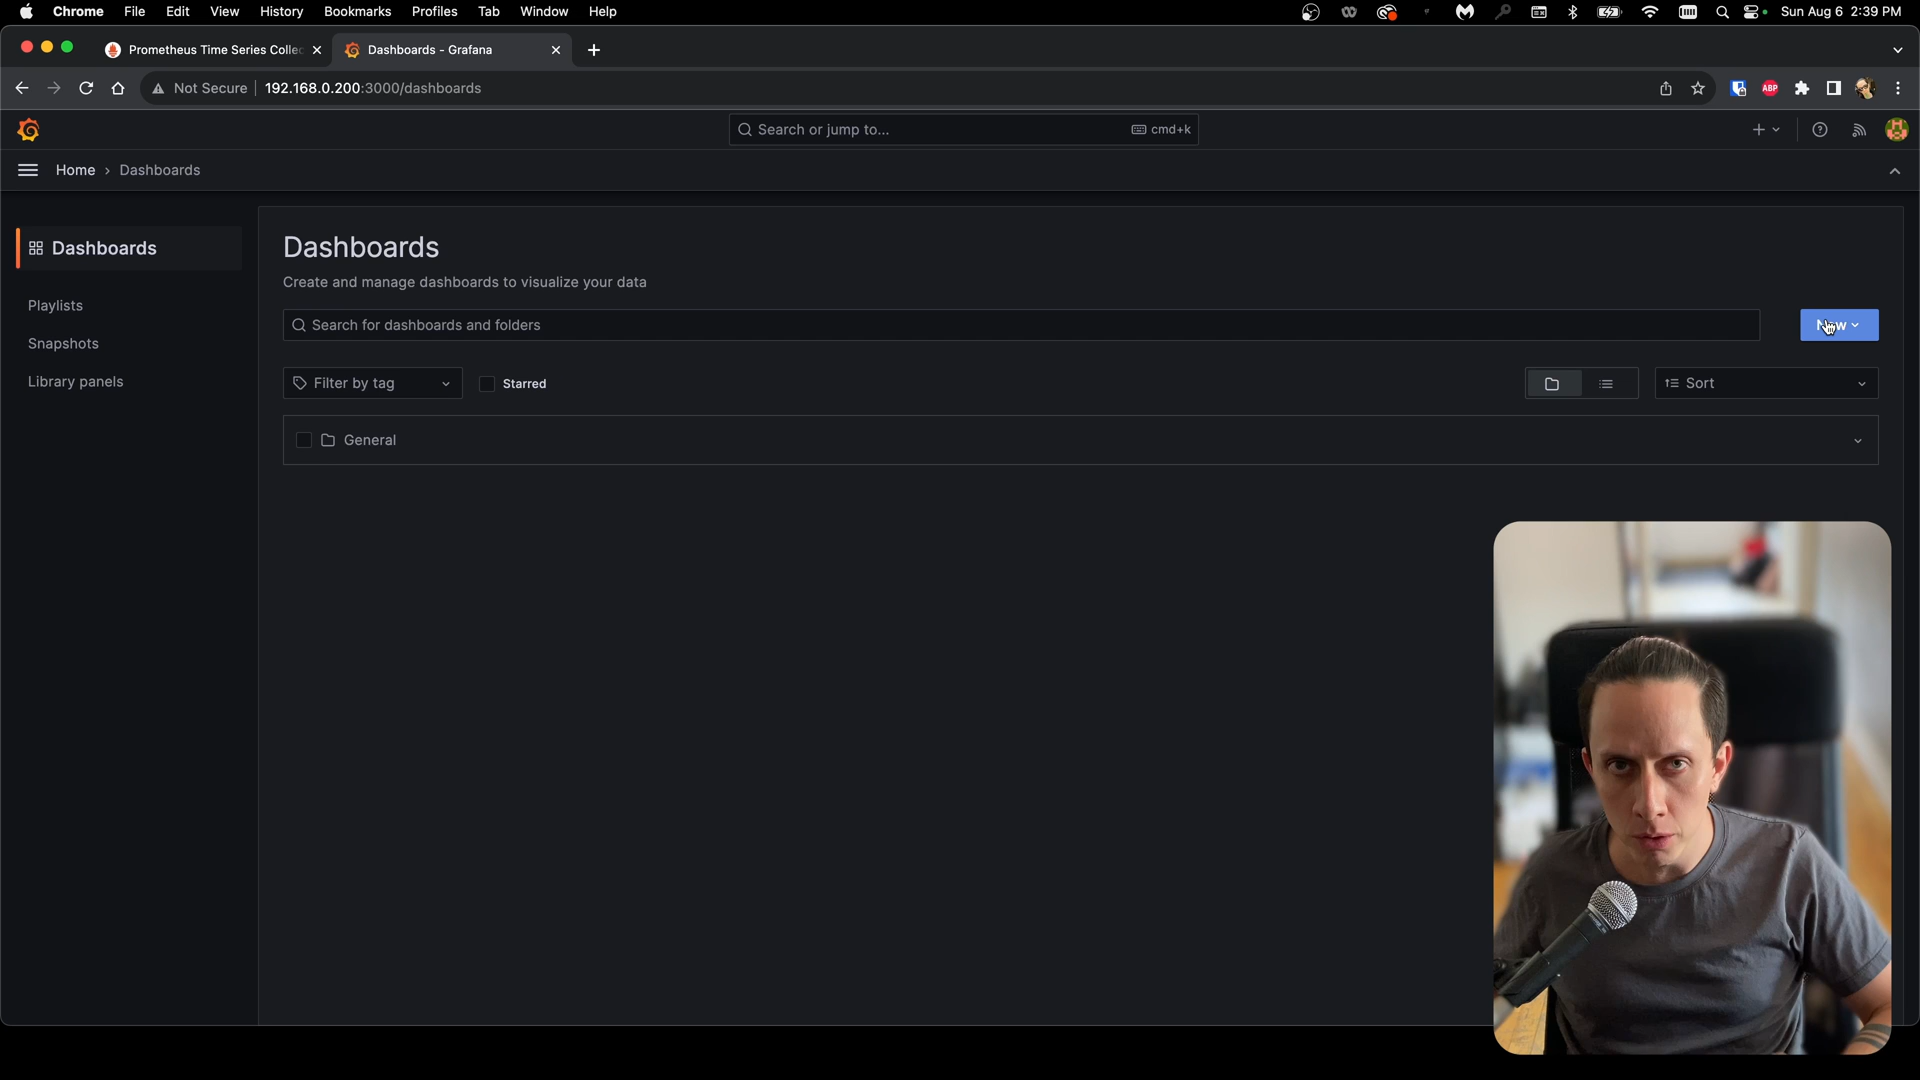 Chrome File Edit View History Bookmarks Profiles Tab Window Help Sun Aug 6 2:39 PM
Prometheus Time Series Collec Dashboards - Grafana
Not Secure 192.168.0.200:3000/dashboards
ABP
Search or jump to... cmd+k
Home › Dashboards
Dashboards
Playlists
Snapshots
Library panels
Dashboards
Create and manage dashboards to visualize your data
Search for dashboards and folders
New
Filter by tag Starred Sort
General